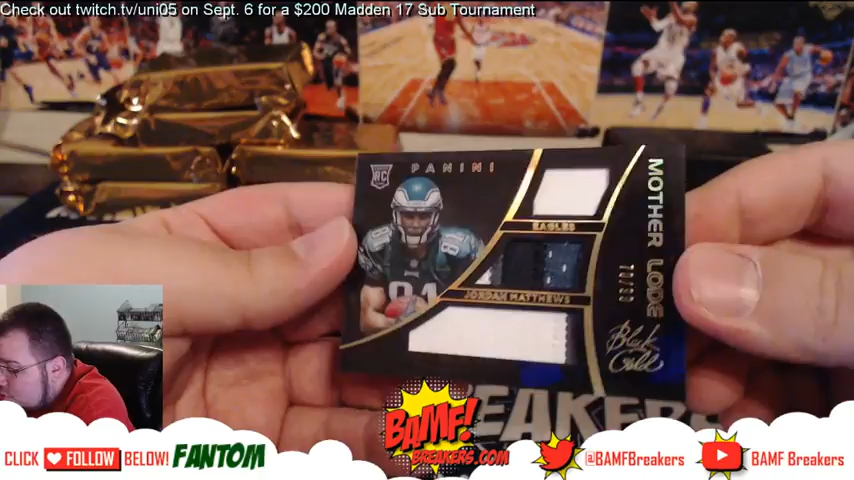 Check out twitch.tv/uni05 on Sept. 6 for a $200 Madden 17 Sub Tournament
RC
PANINI
MOTHER LODE
EAGLES
JORDAN MATTHEWS
81
Black Gold
BAMF!
BREAKERS.COM
CLICK FOLLOW BELOW!
FANTOM
@BAMFBreakers
BAMF Breakers